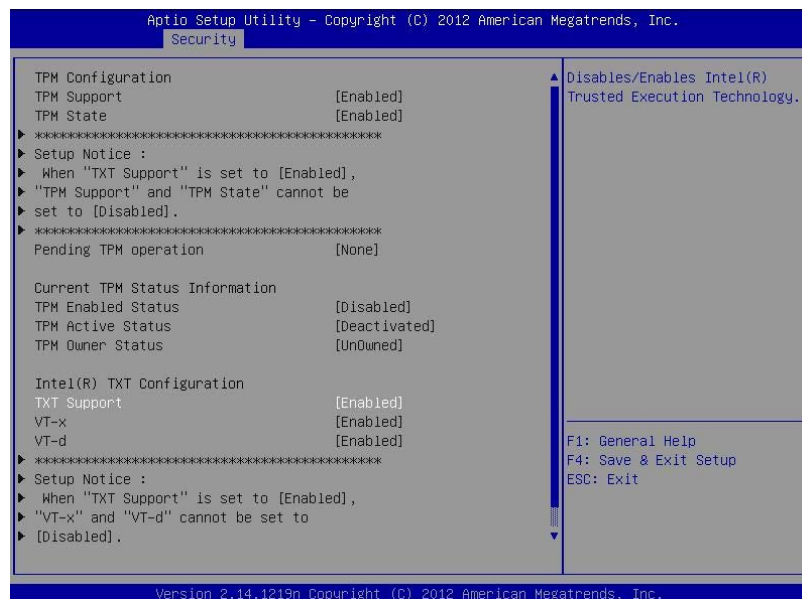 Aptio Setup Utility – Copyright (C) 2012 American Megatrends, Inc.
Security
TPM Configuration
TPM Support [Enabled]
TPM State [Enabled]
********************************************
Setup Notice :
When "TXT Support" is set to [Enabled],
"TPM Support" and "TPM State" cannot be
set to [Disabled].
********************************************
Pending TPM operation [None]
Current TPM Status Information
TPM Enabled Status [Disabled]
TPM Active Status [Deactivated]
TPM Owner Status [UnOwned]
Intel(R) TXT Configuration
TXT Support [Enabled]
VT-x [Enabled]
VT-d [Enabled]
********************************************
Setup Notice :
When "TXT Support" is set to [Enabled],
"VT-x" and "VT-d" cannot be set to
[Disabled].
Disables/Enables Intel(R)
Trusted Execution Technology.
F1: General Help
F4: Save & Exit Setup
ESC: Exit
Version 2.14.1219n Copyright (C) 2012 American Megatrends, Inc.